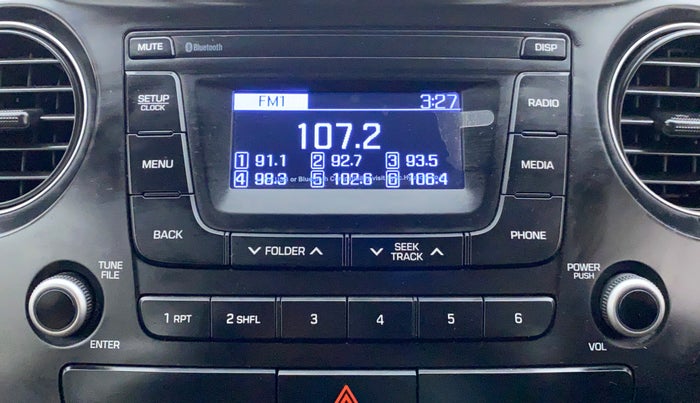 MUTE
Bluetooth
DISP
SETUP
CLOCK
FM1 3:27
RADIO
107.2
1 91.1 2 92.7 3 93.5
4 98.3 5 102.6 6 106.4
MENU
MEDIA
BACK
FOLDER
SEEK
TRACK
PHONE
TUNE
FILE
POWER
PUSH
1 RPT
2 SHFL
3
4
5
6
ENTER
VOL